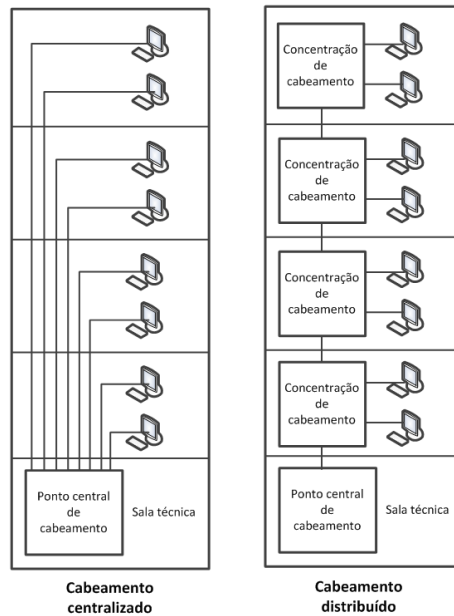 Ponto central
de
cabeamento
Sala técnica
Cabeamento
centralizado
Concentração
de
cabeamento
Concentração
de
cabeamento
Concentração
de
cabeamento
Concentração
de
cabeamento
Ponto central
de
cabeamento
Sala técnica
Cabeamento
distribuído